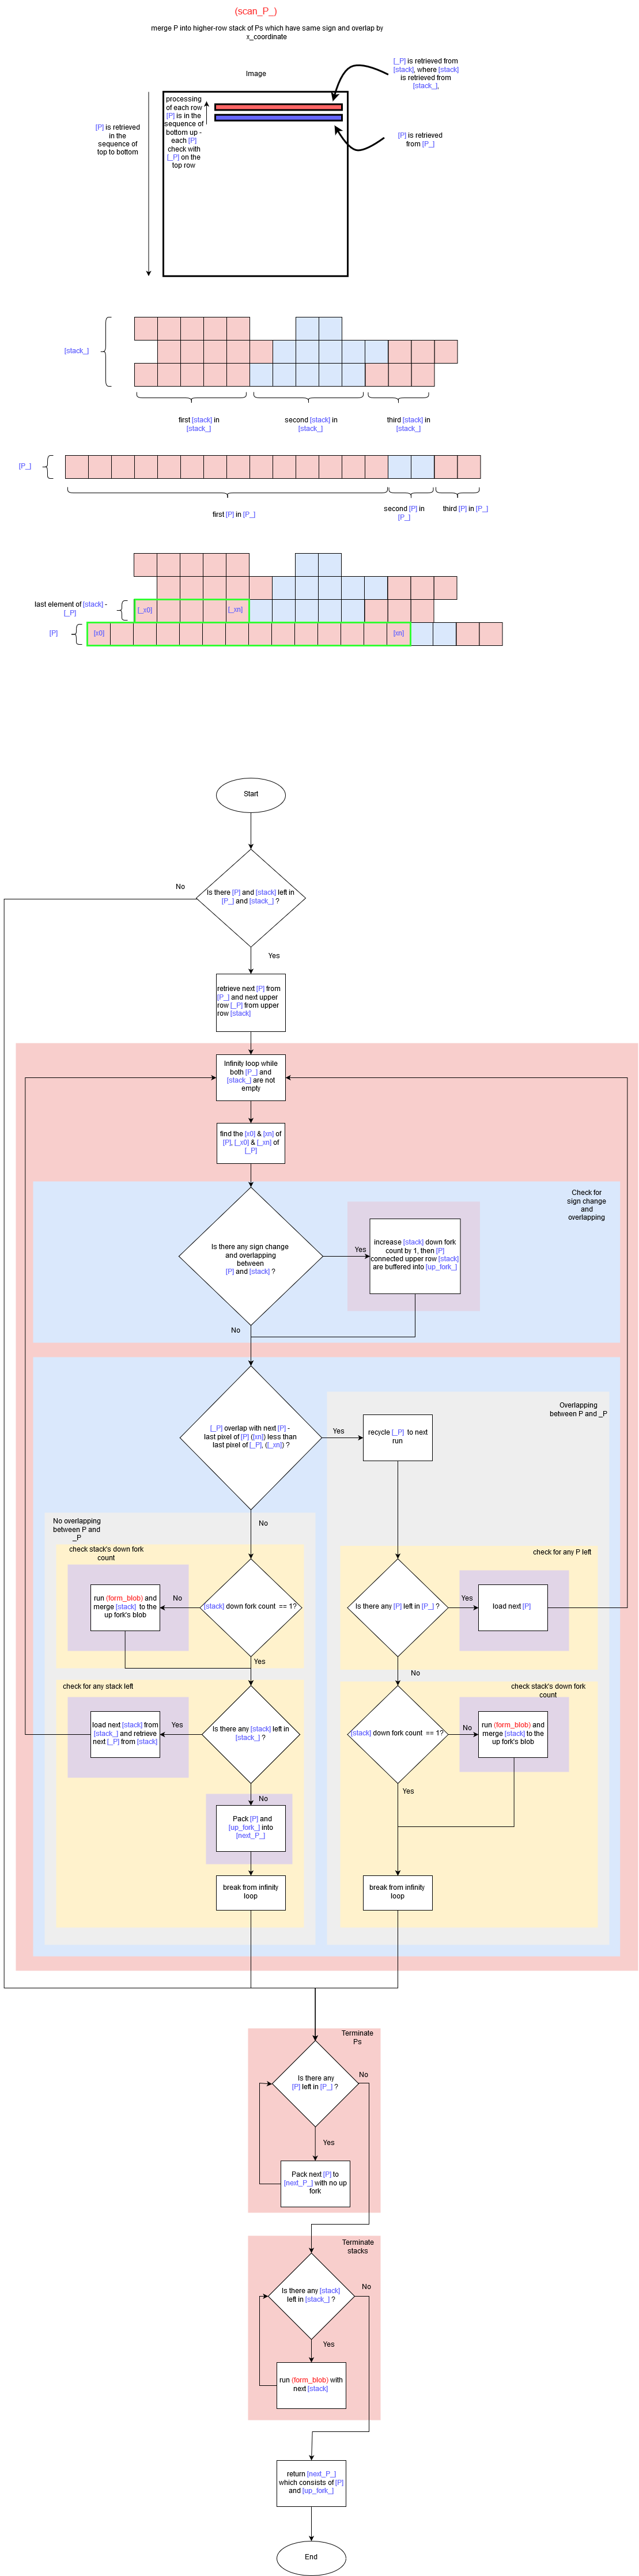 (scan_P_)
merge P into higher-row stack of Ps which have same sign and overlap by
x_coordinate
Image
[_P] is retrieved from
[stack], where [stack]
is retrieved from
[stack_],
processing
of each row
[P] is in the
sequence of
bottom up -
each [P]
check with
[_P] on the
top row
[P] is retrieved
in the
sequence of
top to bottom
[P] is retrieved
from [P_]
[stack_]
first [stack] in
[stack_]
second [stack] in
[stack_]
third [stack] in
[stack_]
[P_]
first [P] in [P_]
second [P] in
[P_]
third [P] in [P_]
last element of [stack] -
[_P]
[_x0]
[_xn]
[P]
[x0]
[xn]
Start
Is there [P] and [stack] left in
[P_] and [stack_] ?
No
Yes
retrieve next [P] from
[P_] and next upper
row [_P] from upper
row [stack]
Infinity loop while
both [P_] and
[stack_] are not
empty
find the [x0] & [xn] of
[P], [_x0] & [_xn] of
[_P]
Check for
sign change
and
overlapping
Is there any sign change
and overlapping
between
[P] and [stack] ?
Yes
increase [stack] down fork
count by 1, then [P]
connected upper row [stack]
are buffered into [up_fork_]
No
[_P] overlap with next [P] -
last pixel of [P] ([xn]) less than
last pixel of [_P], ([_xn]) ?
Yes
recycle [_P] to next
run
Overlapping
between P and _P
No
No overlapping
between P and
_P
check stack's down fork
count
[stack] down fork count == 1?
No
run (form_blob) and
merge [stack] to the
up fork's blob
Yes
check for any P left
Is there any [P] left in [P_] ?
Yes
load next [P]
No
check for any stack left
Is there any [stack] left in
[stack_] ?
Yes
load next [stack] from
[stack_] and retrieve
next [_P] from [stack]
No
Pack [P] and
[up_fork_] into
[next_P_]
break from infinity
loop
check stack's down fork
count
[stack] down fork count == 1?
No
run (form_blob) and
merge [stack] to the
up fork's blob
Yes
break from infinity
loop
Terminate
Ps
Is there any
[P] left in [P_] ?
No
Yes
Pack next [P] to
[next_P_] with no up
fork
Terminate
stacks
Is there any [stack]
left in [stack_] ?
No
Yes
run (form_blob) with
next [stack]
return [next_P_]
which consists of [P]
and [up_fork_]
End